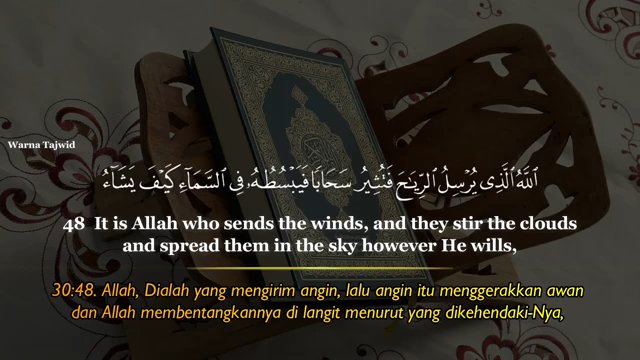 Warna Tajwid
ٱللَّهُ ٱلَّذِى يُرْسِلُ ٱلرِّيَـٰحَ فَتُثِيرُ سَحَابًا فَيَبْسُطُهُۥ فِى ٱلسَّمَآءِ كَيْفَ يَشَآءُ
48 It is Allah who sends the winds, and they stir the clouds
and spread them in the sky however He wills,
30:48. Allah, Dialah yang mengirim angin, lalu angin itu menggerakkan awan
dan Allah membentangkannya di langit menurut yang dikehendaki-Nya,